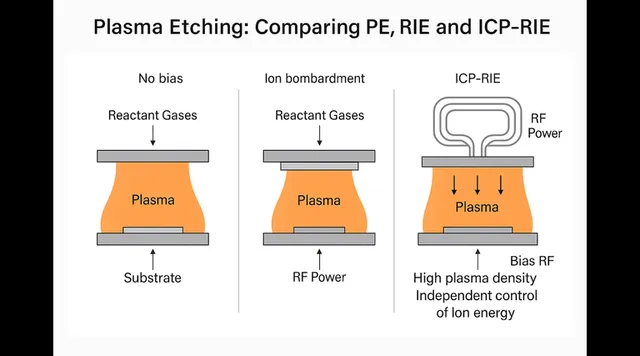 Plasma Etching: Comparing PE, RIE and ICP-RIE
No bias
Reactant Gases
Plasma
Substrate
Ion bombardment
Reactant Gases
Plasma
RF Power
ICP-RIE
RF
Power
Plasma
Bias RF
High plasma density
Independent control
of Ion energy